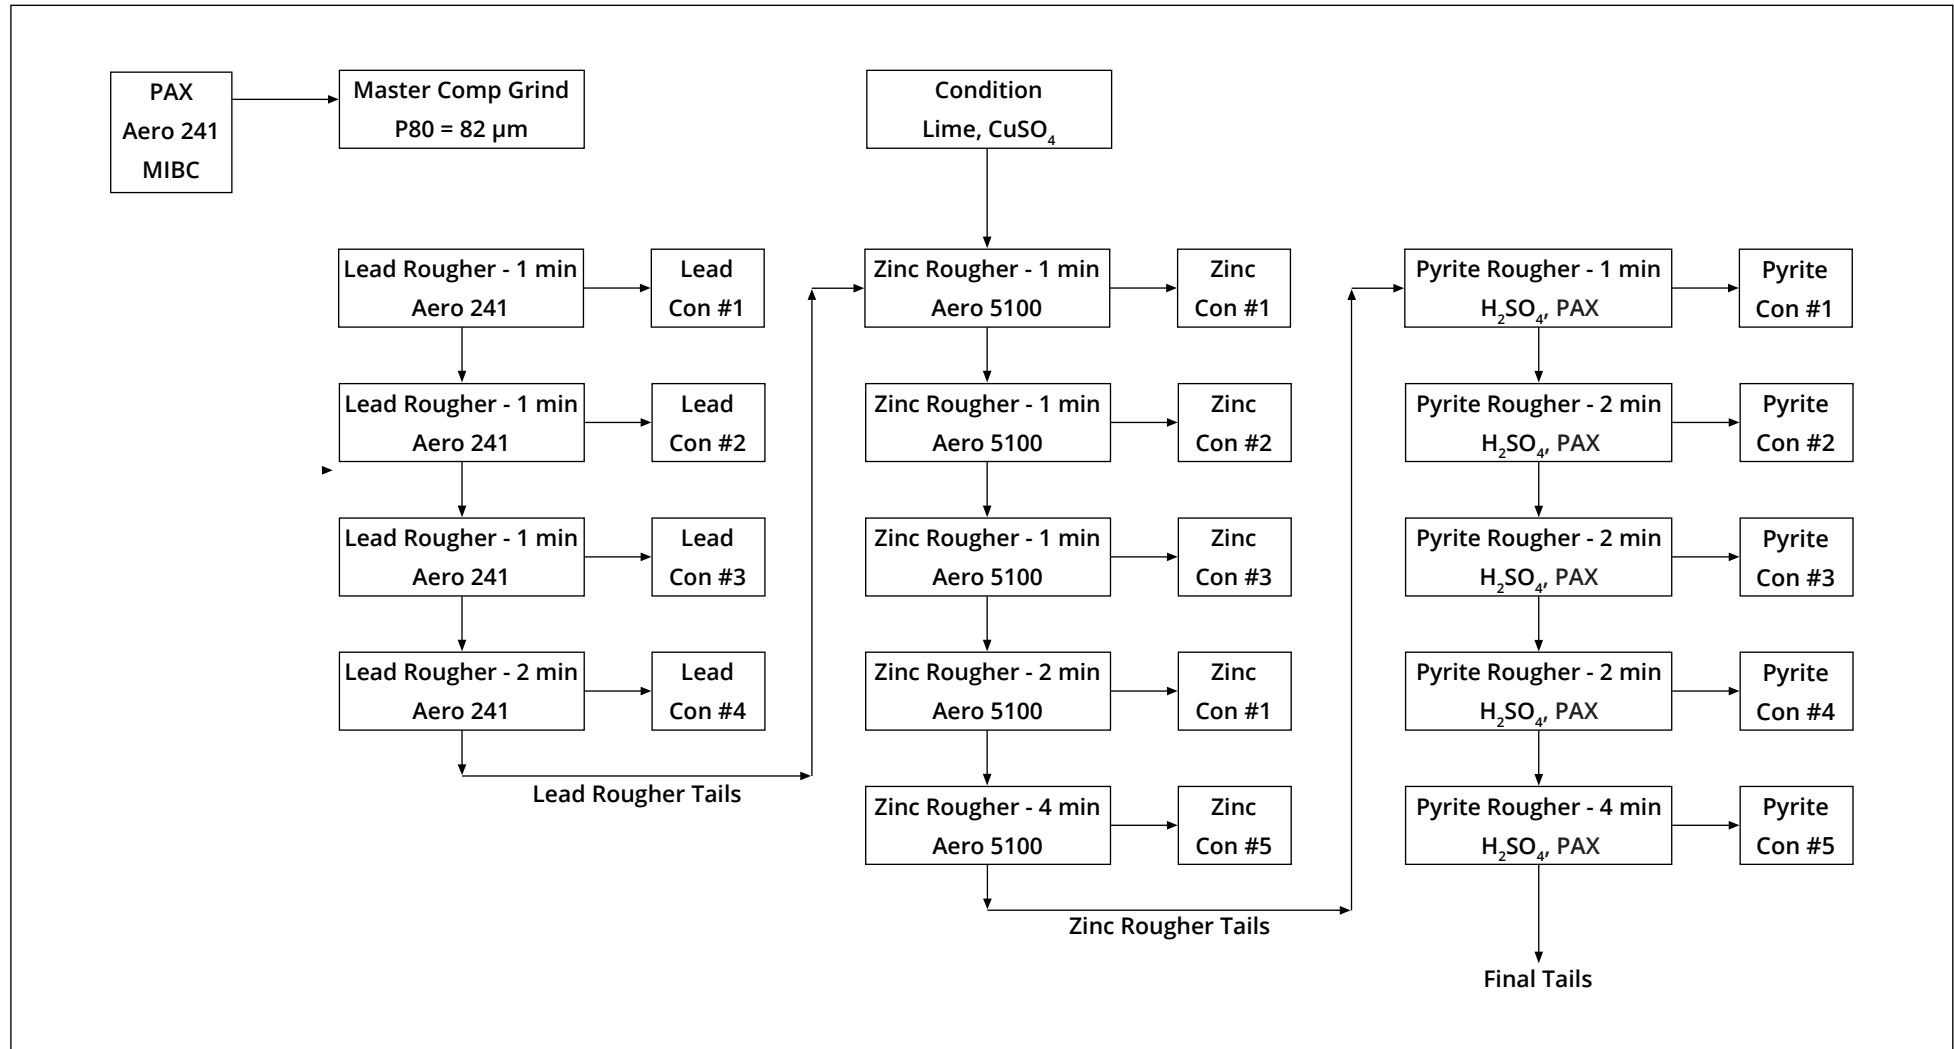 PAX
Aero 241
MIBC
Master Comp Grind
P80 = 82 µm
Condition
Lime, CuSO₄
Lead Rougher - 1 min
Aero 241
Lead
Con #1
Lead Rougher - 1 min
Aero 241
Lead
Con #2
Lead Rougher - 1 min
Aero 241
Lead
Con #3
Lead Rougher - 2 min
Aero 241
Lead
Con #4
Lead Rougher Tails
Zinc Rougher - 1 min
Aero 5100
Zinc
Con #1
Zinc Rougher - 1 min
Aero 5100
Zinc
Con #2
Zinc Rougher - 1 min
Aero 5100
Zinc
Con #3
Zinc Rougher - 2 min
Aero 5100
Zinc
Con #1
Zinc Rougher - 4 min
Aero 5100
Zinc
Con #5
Zinc Rougher Tails
Pyrite Rougher - 1 min
H₂SO₄, PAX
Pyrite
Con #1
Pyrite Rougher - 2 min
H₂SO₄, PAX
Pyrite
Con #2
Pyrite Rougher - 2 min
H₂SO₄, PAX
Pyrite
Con #3
Pyrite Rougher - 2 min
H₂SO₄, PAX
Pyrite
Con #4
Pyrite Rougher - 4 min
H₂SO₄, PAX
Pyrite
Con #5
Final Tails